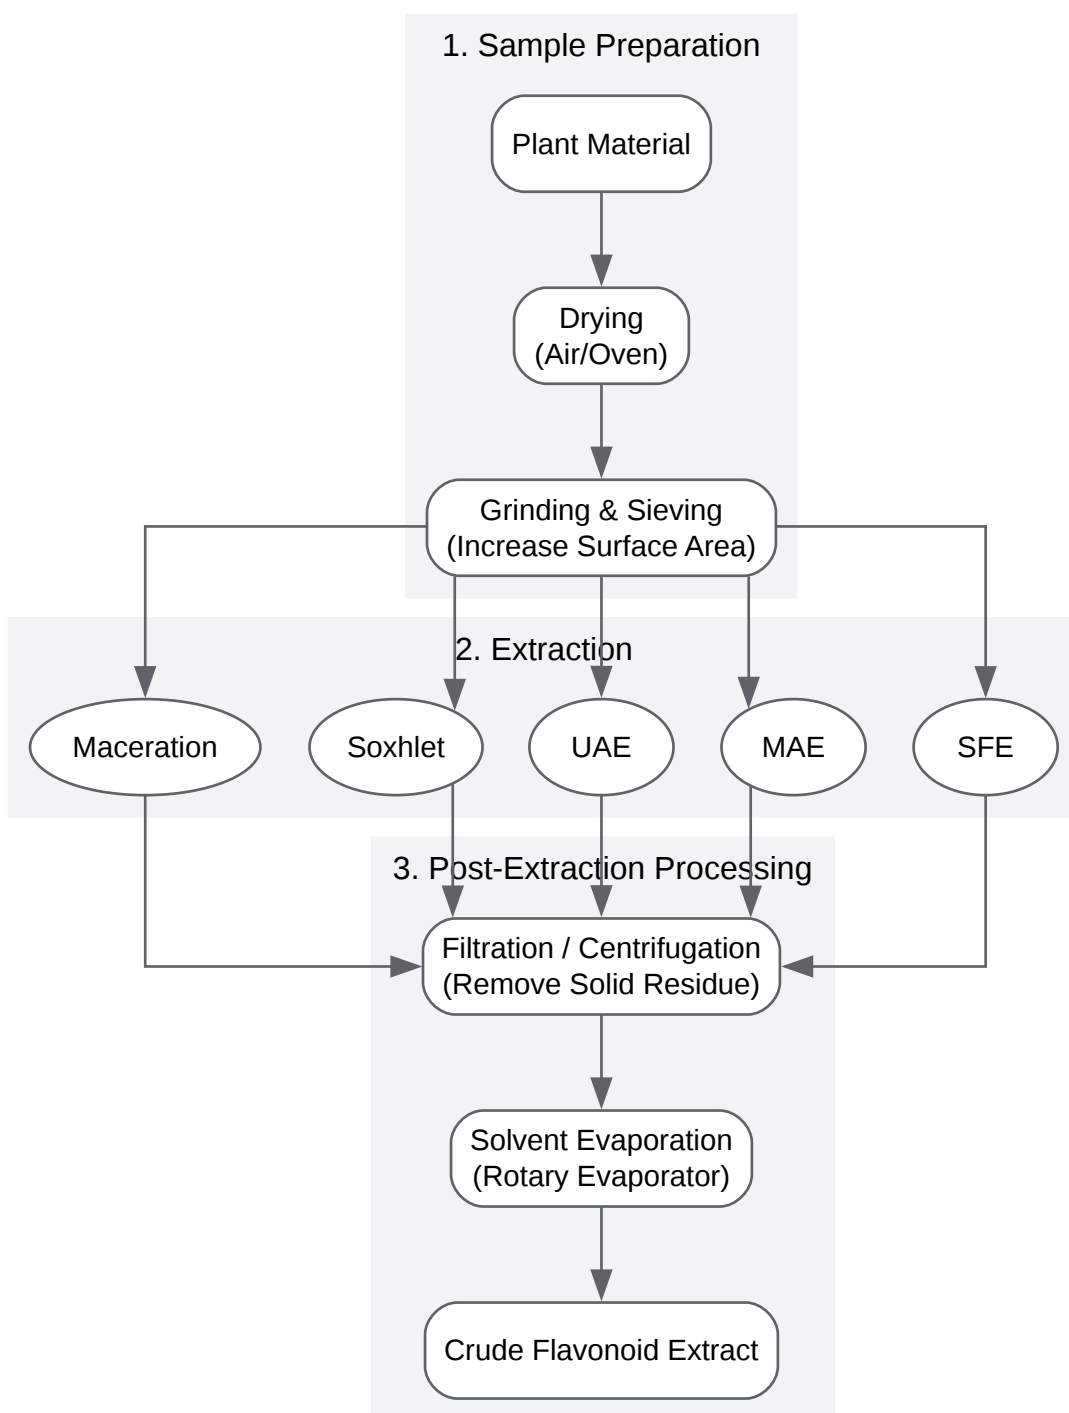 1. Sample Preparation
Plant Material
Drying
(Air/Oven)
Grinding & Sieving
(Increase Surface Area)
2. Extraction
Maceration
Soxhlet
UAE
MAE
SFE
3. Post-Extraction Processing
Filtration / Centrifugation
(Remove Solid Residue)
Solvent Evaporation
(Rotary Evaporator)
Crude Flavonoid Extract